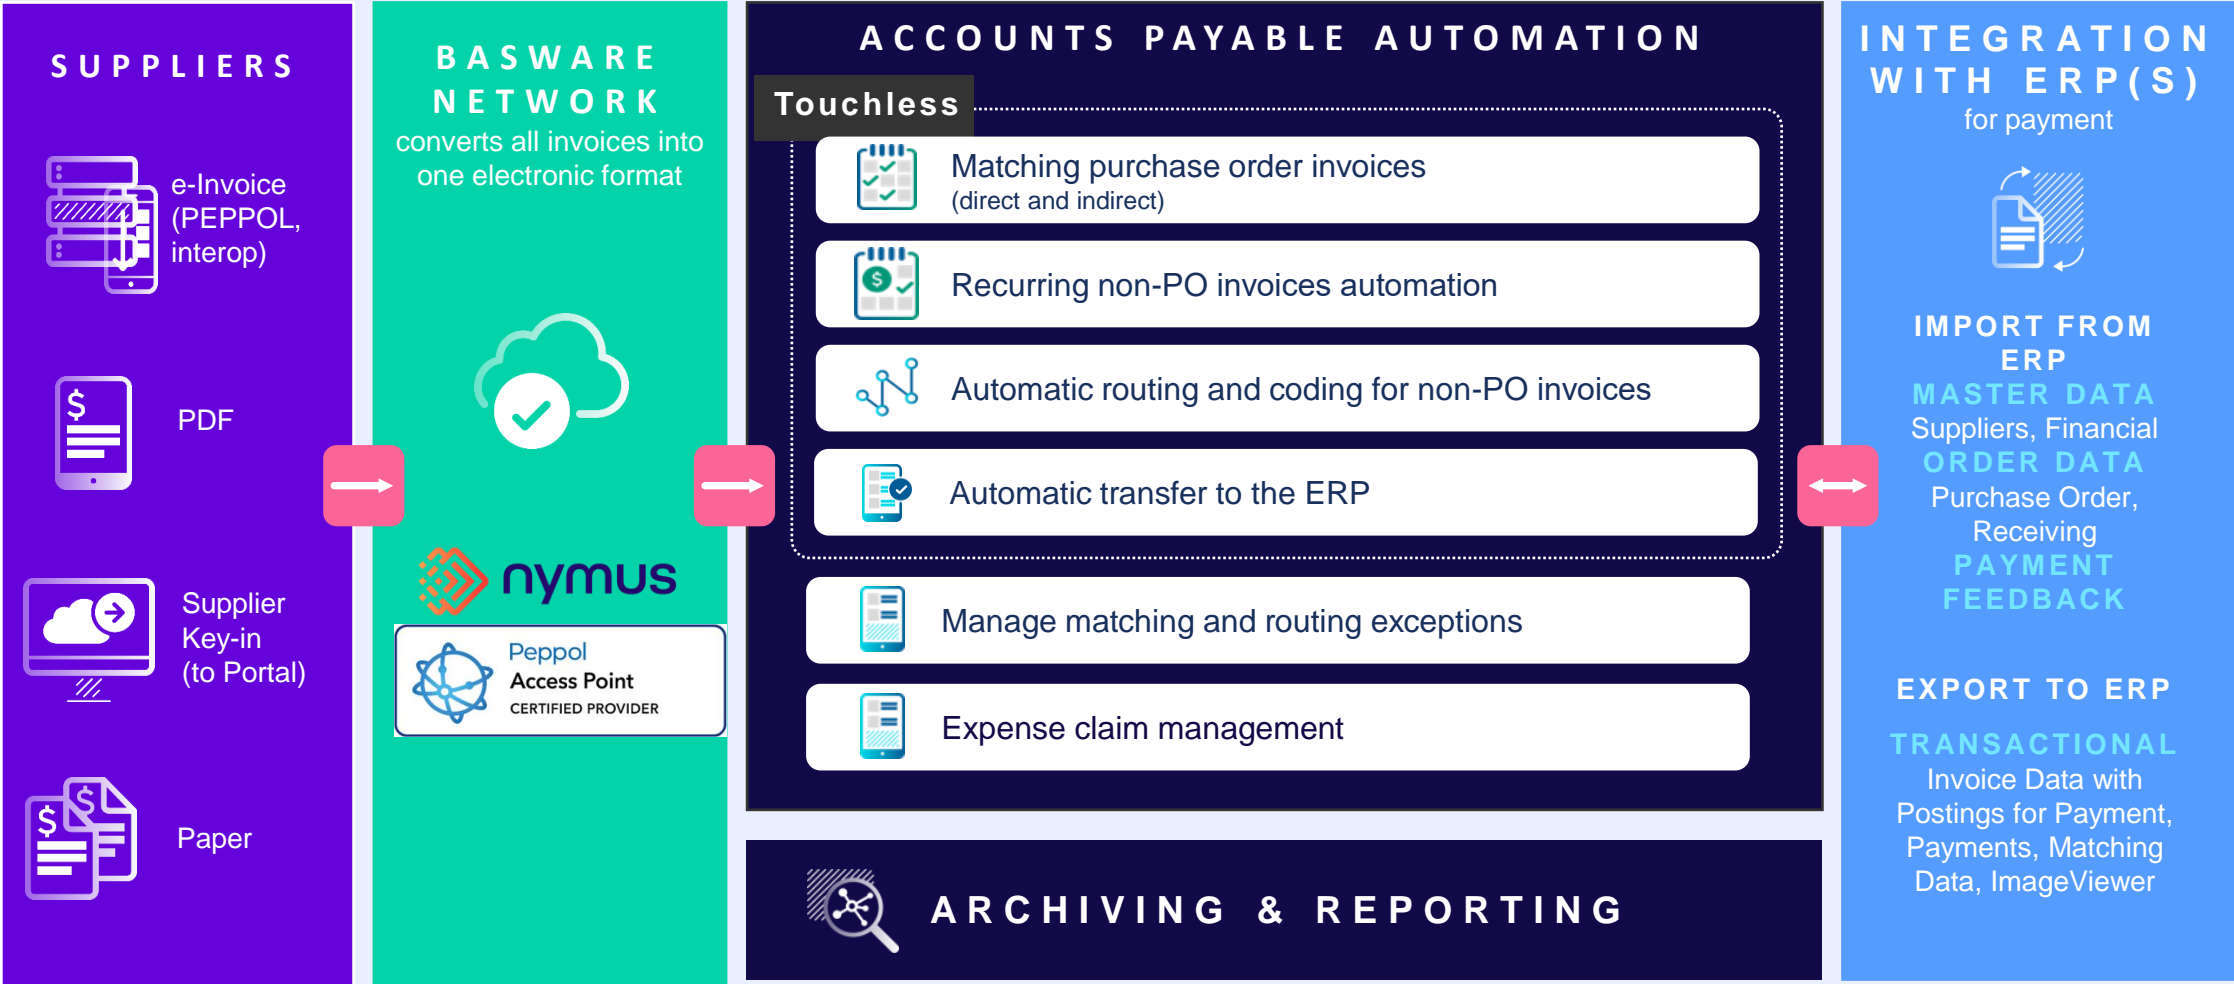 SUPPLIERS
e-Invoice
(PEPPOL,
interop)
$
PDF
Supplier
Key-in
(to Portal)
$
$
Paper
BASWARE
NETWORK
converts all invoices into
one electronic format
nymus
Peppol
Access Point
CERTIFIED PROVIDER
ACCOUNTS PAYABLE AUTOMATION
Touchless
Matching purchase order invoices
(direct and indirect)
$
Recurring non-PO invoices automation
Automatic routing and coding for non-PO invoices
Automatic transfer to the ERP
Manage matching and routing exceptions
Expense claim management
ARCHIVING & REPORTING
INTEGRATION
WITH ERP(S)
for payment
IMPORT FROM
ERP
MASTER DATA
Suppliers, Financial
ORDER DATA
Purchase Order,
Receiving
PAYMENT
FEEDBACK
EXPORT TO ERP
TRANSACTIONAL
Invoice Data with
Postings for Payment,
Payments, Matching
Data, ImageViewer